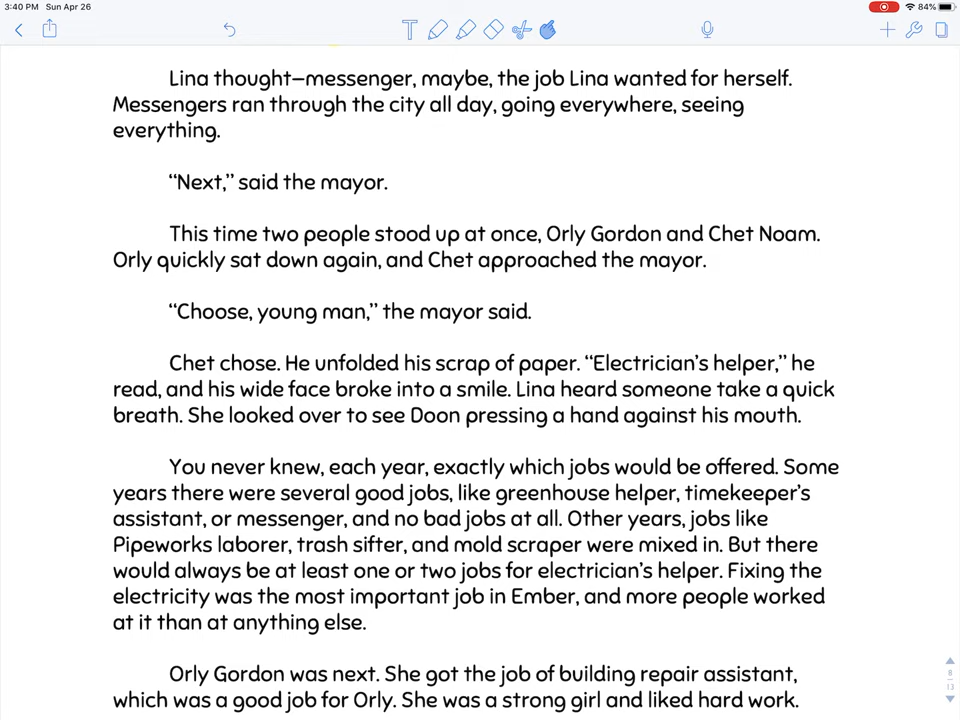 3:40 PM Sun Apr 26
84%
Lina thought—messenger, maybe, the job Lina wanted for herself.
Messengers ran through the city all day, going everywhere, seeing
everything.
“Next,” said the mayor.
This time two people stood up at once, Orly Gordon and Chet Noam.
Orly quickly sat down again, and Chet approached the mayor.
“Choose, young man,” the mayor said.
Chet chose. He unfolded his scrap of paper. “Electrician’s helper,” he
read, and his wide face broke into a smile. Lina heard someone take a quick
breath. She looked over to see Doon pressing a hand against his mouth.
You never knew, each year, exactly which jobs would be offered. Some
years there were several good jobs, like greenhouse helper, timekeeper’s
assistant, or messenger, and no bad jobs at all. Other years, jobs like
Pipeworks laborer, trash sifter, and mold scraper were mixed in. But there
would always be at least one or two jobs for electrician’s helper. Fixing the
electricity was the most important job in Ember, and more people worked
at it than at anything else.
Orly Gordon was next. She got the job of building repair assistant,
which was a good job for Orly. She was a strong girl and liked hard work.
8
13